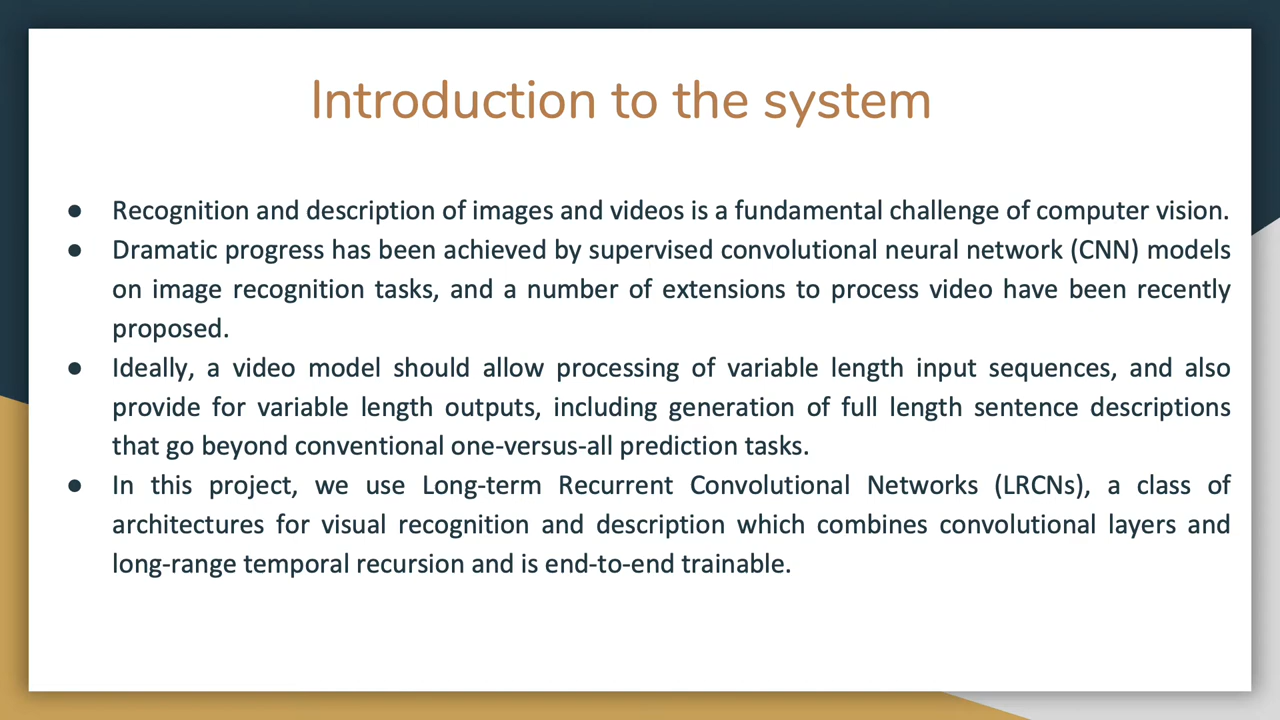 Introduction to the system
● Recognition and description of images and videos is a fundamental challenge of computer vision.
● Dramatic progress has been achieved by supervised convolutional neural network (CNN) models
on image recognition tasks, and a number of extensions to process video have been recently
proposed.
● Ideally, a video model should allow processing of variable length input sequences, and also
provide for variable length outputs, including generation of full length sentence descriptions
that go beyond conventional one-versus-all prediction tasks.
● In this project, we use Long-term Recurrent Convolutional Networks (LRCNs), a class of
architectures for visual recognition and description which combines convolutional layers and
long-range temporal recursion and is end-to-end trainable.